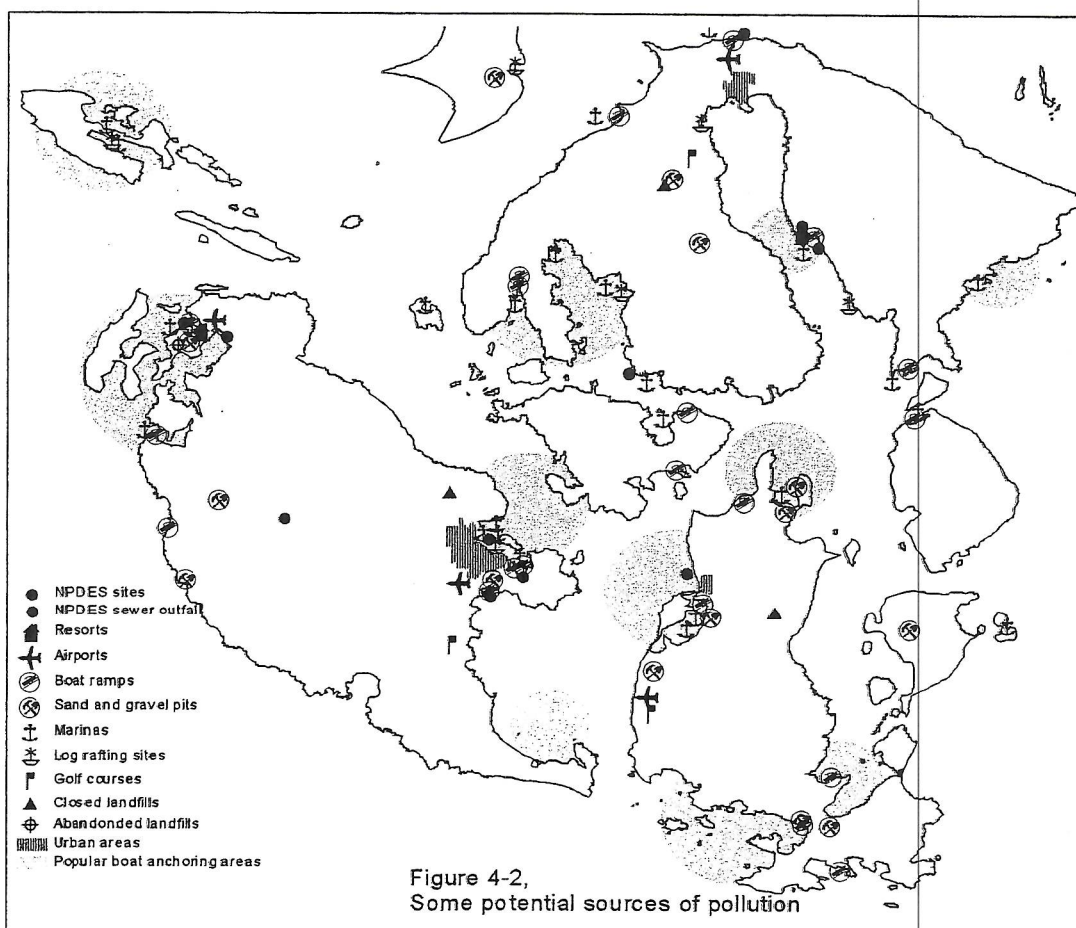 NPDES sites
NPDES sewer outfall
Resorts
Airports
Boat ramps
Sand and gravel pits
Marinas
Log rafting sites
Golf courses
Closed landfills
Abandonded landfills
Urban areas
Popular boat anchoring areas
Figure 4-2,
Some potential sources of pollution